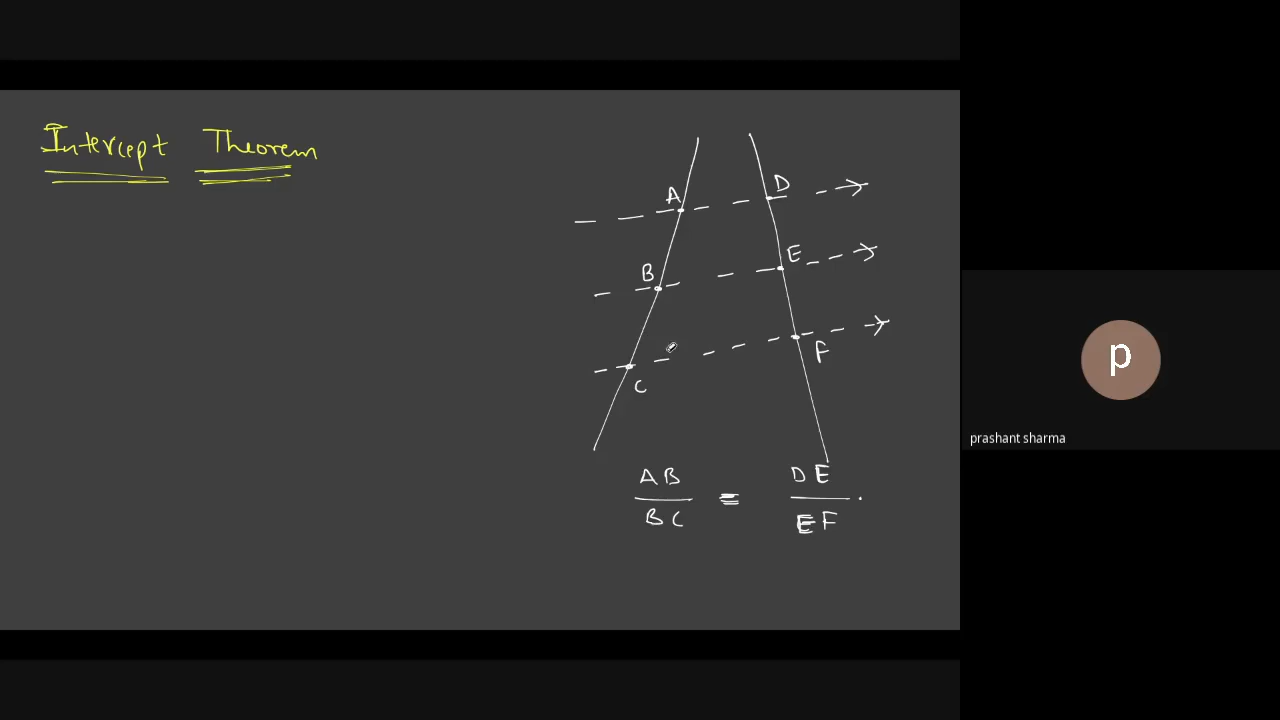 Intercept Theorem
A D
B E
C F
AB = DE
BC EF.
p
prashant sharma